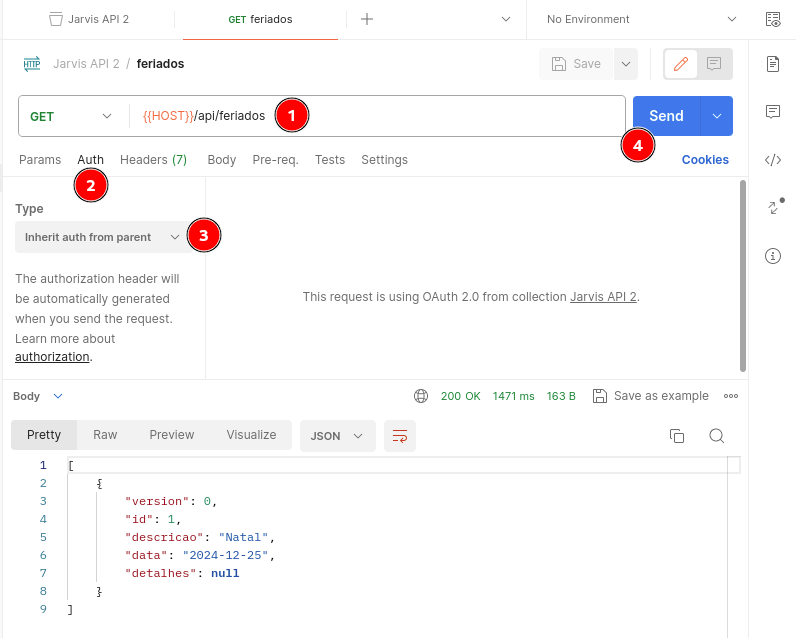 Jarvis API 2 GET feriados No Environment
HTTP Jarvis API 2 / feriados Save
GET {{HOST}}/api/feriados 1 Send
4
Params Auth Headers (7) Body Pre-req. Tests Settings Cookies
2
Type
Inherit auth from parent 3
The authorization header will
be automatically generated
when you send the request.
Learn more about
authorization.
This request is using OAuth 2.0 from collection Jarvis API 2.
Body 200 OK 1471 ms 163 B Save as example
Pretty Raw Preview Visualize JSON
1 [
2 {
3 "version": 0,
4 "id": 1,
5 "descricao": "Natal",
6 "data": "2024-12-25",
7 "detalhes": null
8 }
9 ]